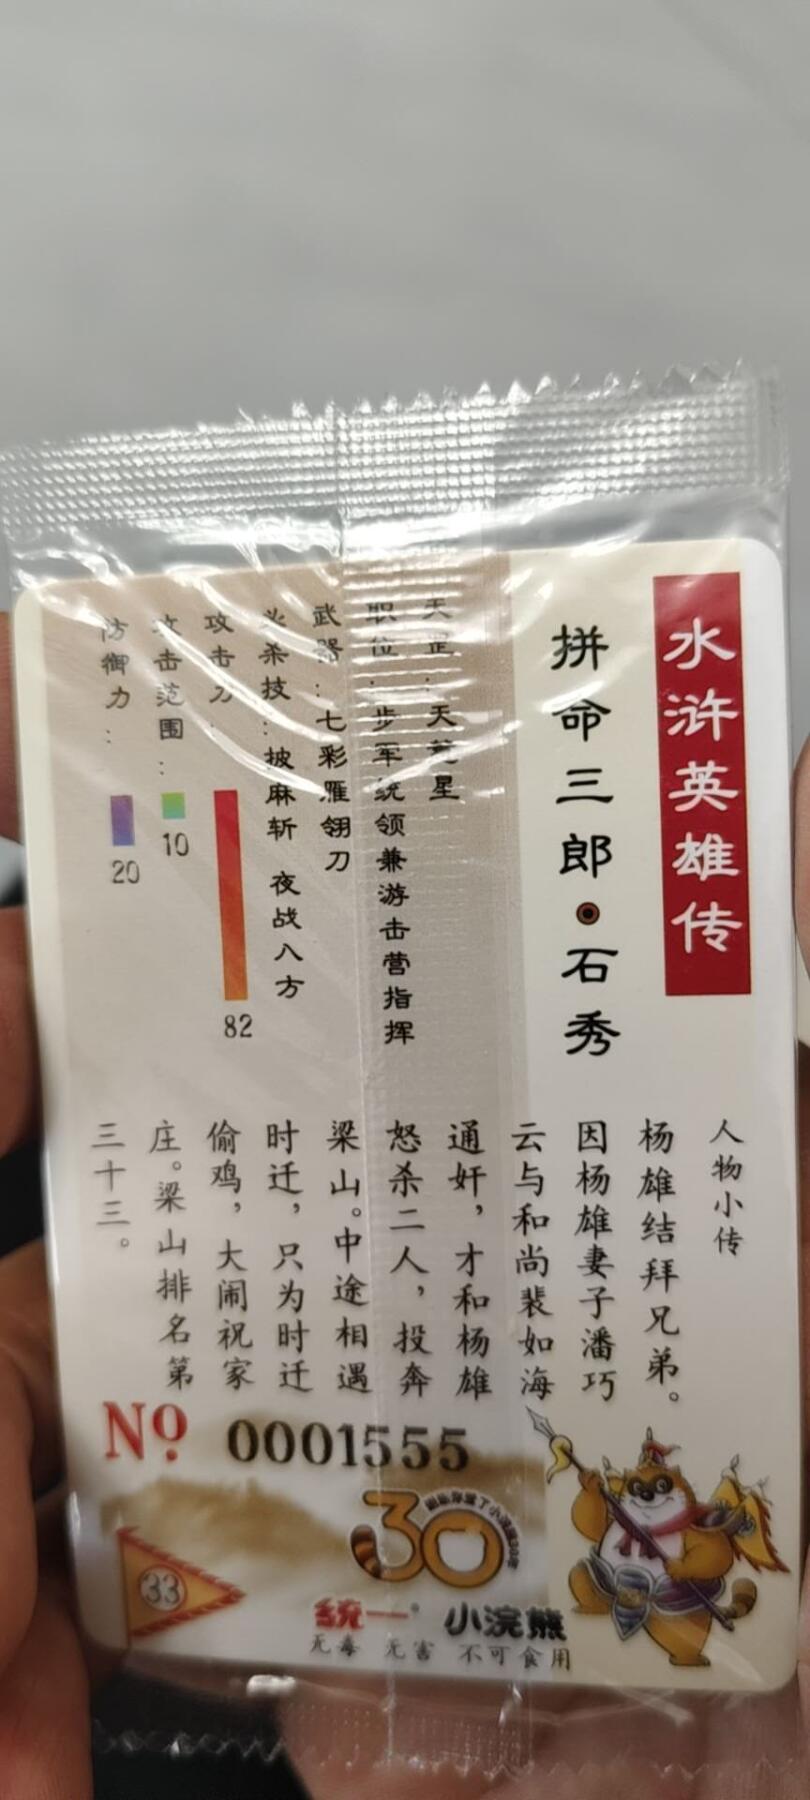 水浒英雄传
拼命三郎·石秀
天罡:天慧星
职位:步军统领兼游击营指挥
武器:七彩雁翎刀
必杀技:披麻斩 夜战八方
攻击力:
82
攻击范围:
10
防御力:
20
人物小传
杨雄结拜兄弟。
因杨雄妻子潘巧
云与和尚裴如海
通奸，才和杨雄
怒杀二人，投奔
梁山。中途相遇
时迁，只为时迁
偷鸡，大闹祝家
庄。梁山排名第
三十三。
No 0001555
30
33
统一® 小浣熊
无毒 无害 不可食用